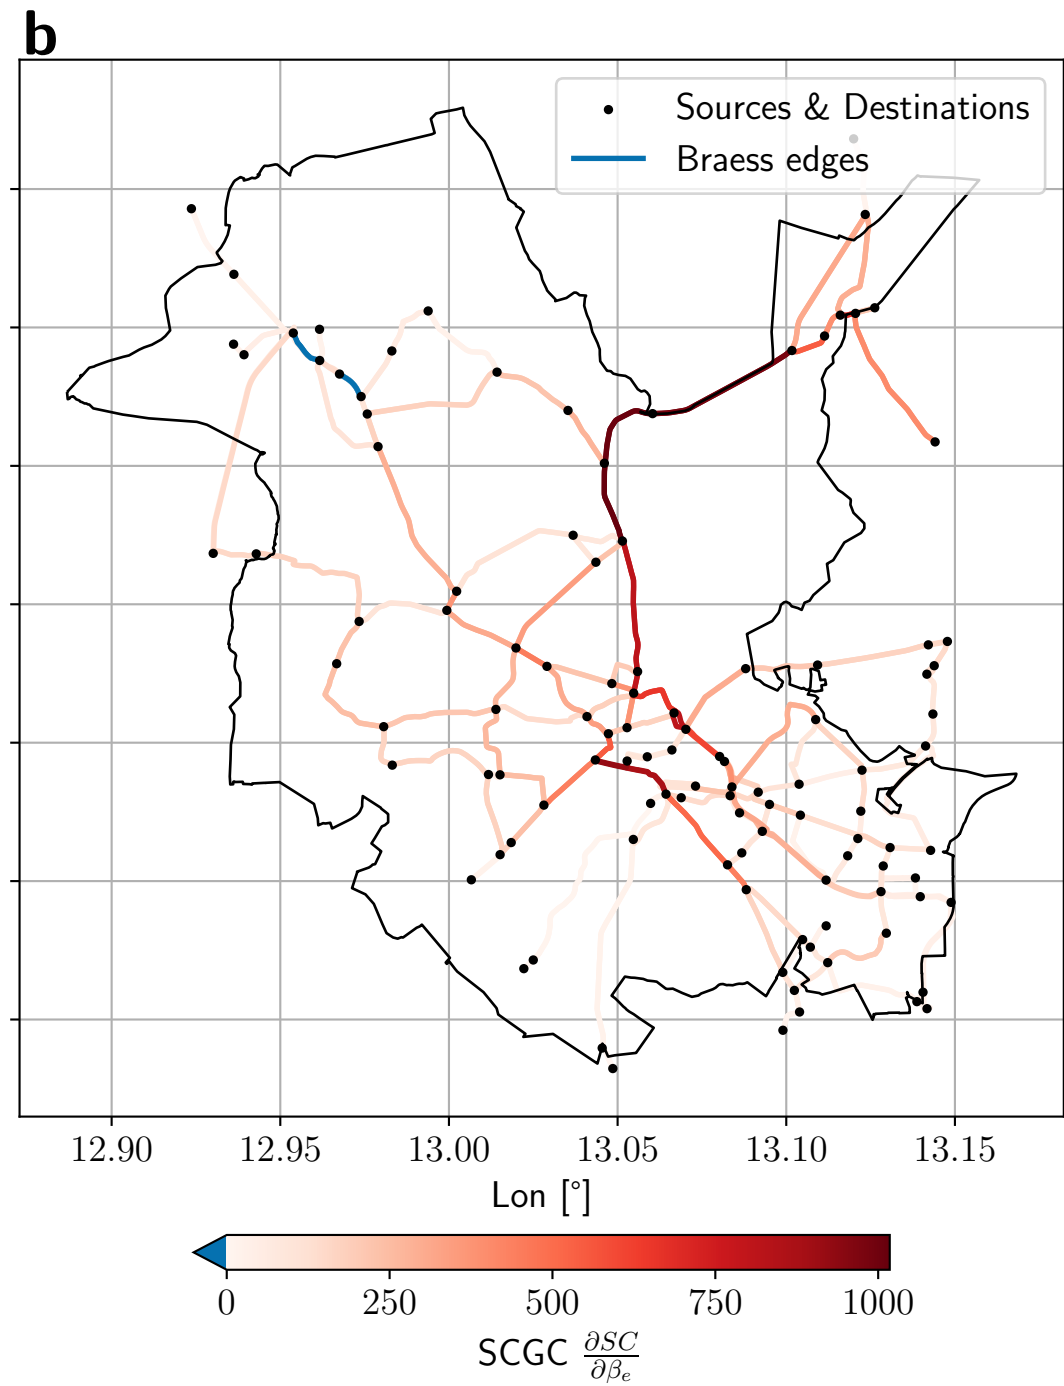 b
Sources & Destinations
Braess edges
12.90 12.95 13.00 13.05 13.10 13.15
Lon [°]
0 250 500 750 1000
SCGC ∂SC/∂βe